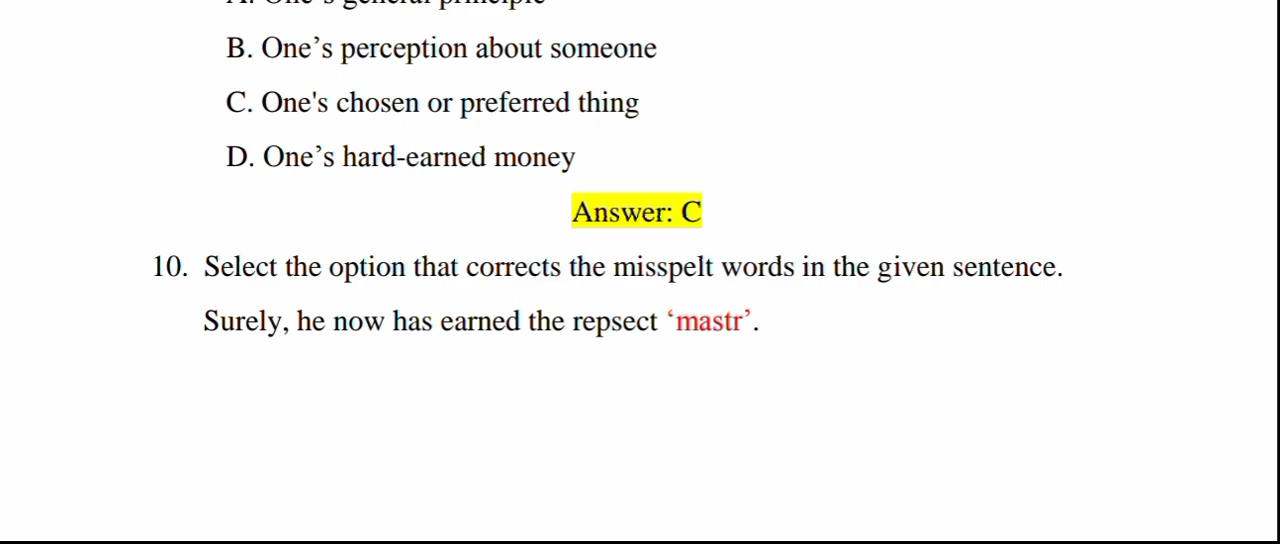 B. One’s perception about someone
C. One's chosen or preferred thing
D. One’s hard-earned money
Answer: C
10. Select the option that corrects the misspelt words in the given sentence.
Surely, he now has earned the repsect ‘mastr’.